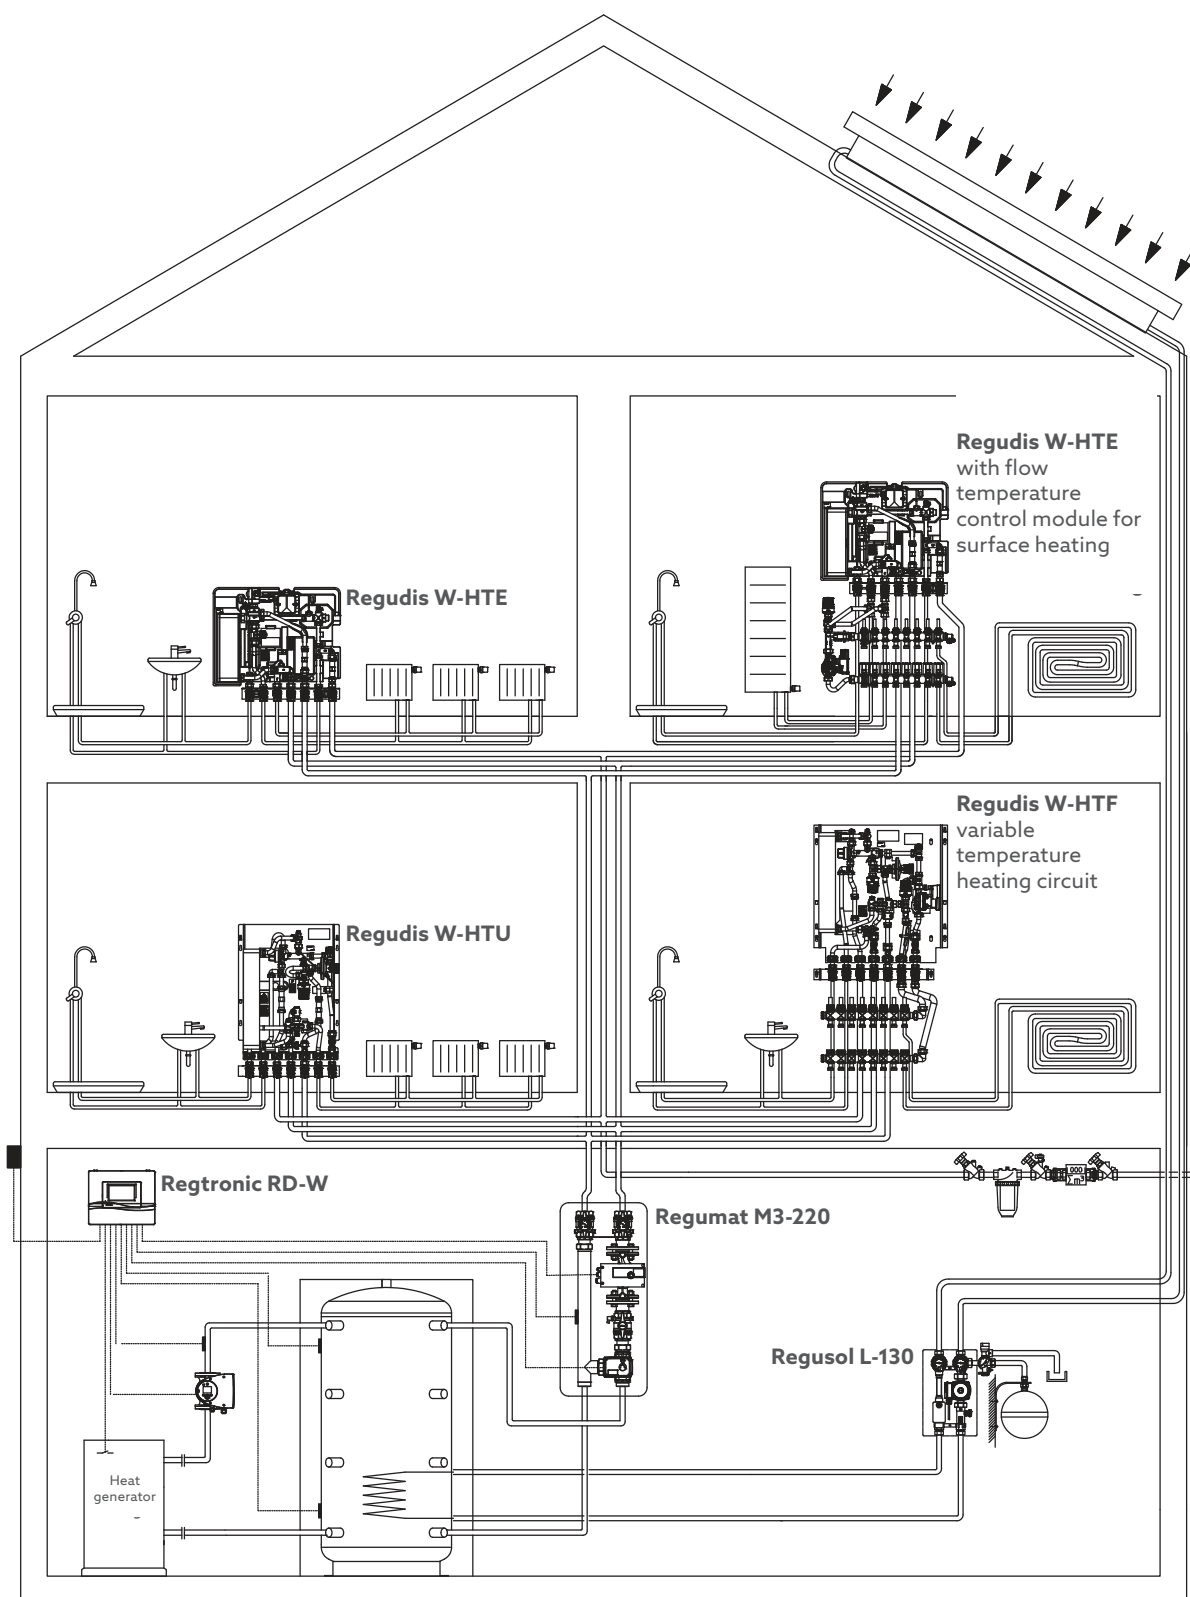 Regudis W-HTE
with flow
temperature
control module for
surface heating
Regudis W-HTE
Regudis W-HTF
variable
temperature
heating circuit
Regudis W-HTU
Regtronic RD-W
000
Regumat M3-220
Regusol L-130
Heat
generator